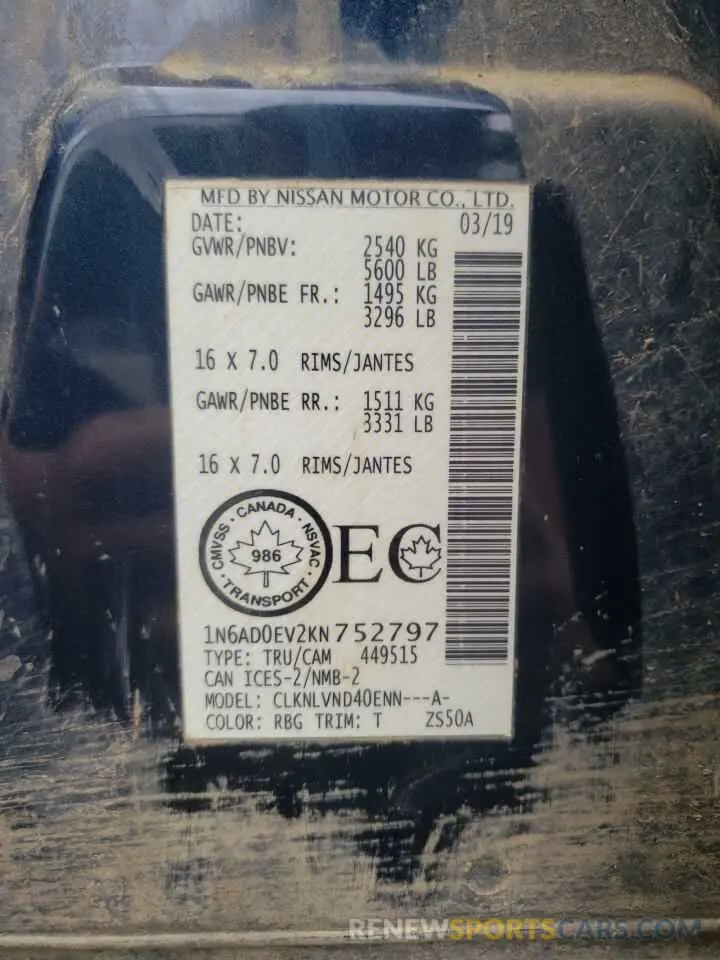 MFD BY NISSAN MOTOR CO., LTD.
DATE: 03/19
GVWR/PNBV: 2540 KG
5600 LB
GAWR/PNBE FR.: 1495 KG
3296 LB
16 X 7.0 RIMS/JANTES
GAWR/PNBE RR.: 1511 KG
3331 LB
16 X 7.0 RIMS/JANTES
CMVSS · CANADA · NSVAC · TRANSPORT ·
986
EC
1N6AD0EV2KN752797
TYPE: TRU/CAM 449515
CAN ICES-2/NMB-2
MODEL: CLKNLVND40ENN---A-
COLOR: RBG TRIM: T ZS50A
RENEWSPORTSCARS.COM